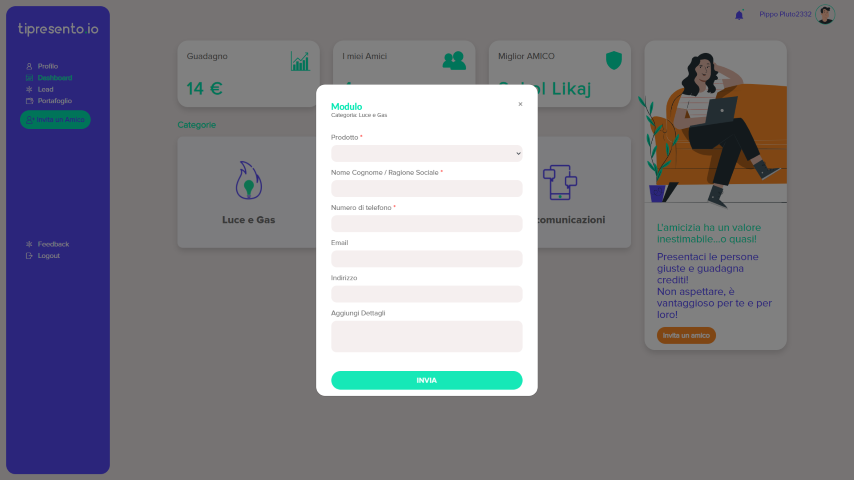 tipresento.io
Profilo
Dashboard
Lead
Portafoglio
Invita un Amico
Feedback
Logout
Pippo Pluto2332
Guadagno
14 €
I miei Amici
Miglior AMICO
Likaj
Categorie
Luce e Gas
comunicazioni
Modulo
×
Categoria: Luce e Gas
Prodotto *
Nome Cognome / Ragione Sociale *
Numero di telefono *
Email
Indirizzo
Aggiungi Dettagli
INVIA
L'amicizia ha un valore
inestimabile...o quasi!
Presentaci le persone
giuste e guadagna
crediti!
Non aspettare, è
vantaggioso per te e per
loro!
Invita un amico